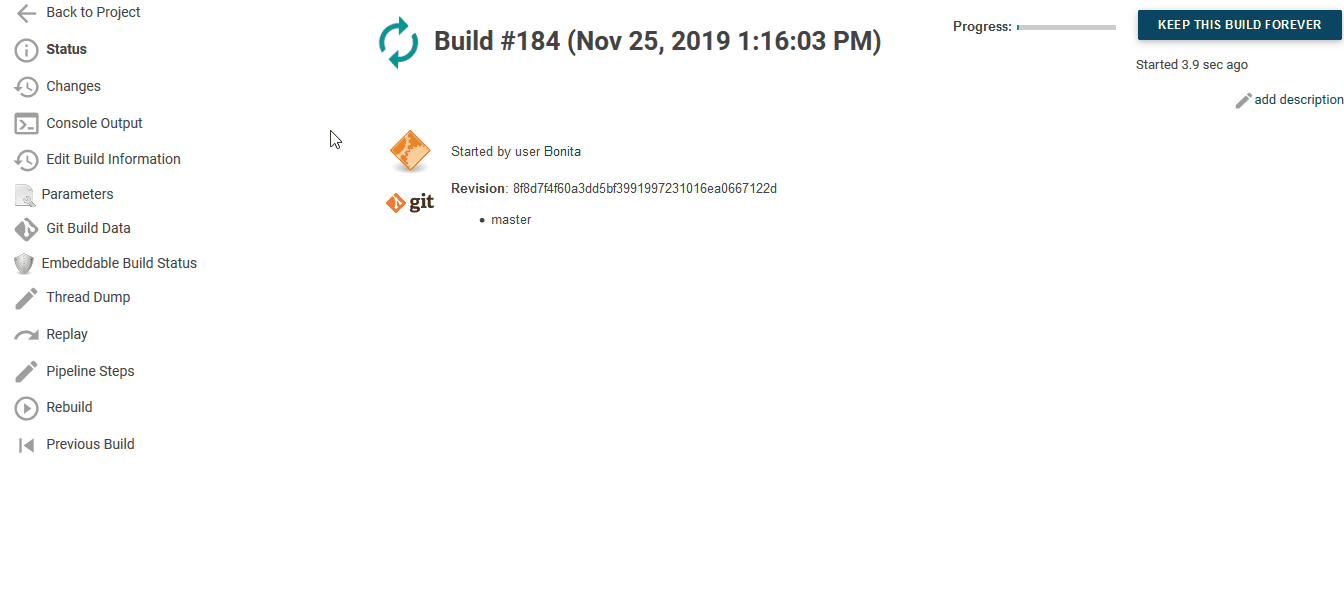 Back to Project
Status
Changes
Console Output
Edit Build Information
Parameters
Git Build Data
Embeddable Build Status
Thread Dump
Replay
Pipeline Steps
Rebuild
Previous Build
Build #184 (Nov 25, 2019 1:16:03 PM)
Progress:
KEEP THIS BUILD FOREVER
Started 3.9 sec ago
add description
Started by user Bonita
git
Revision: 8f8d7f4f60a3dd5bf3991997231016ea0667122d
• master